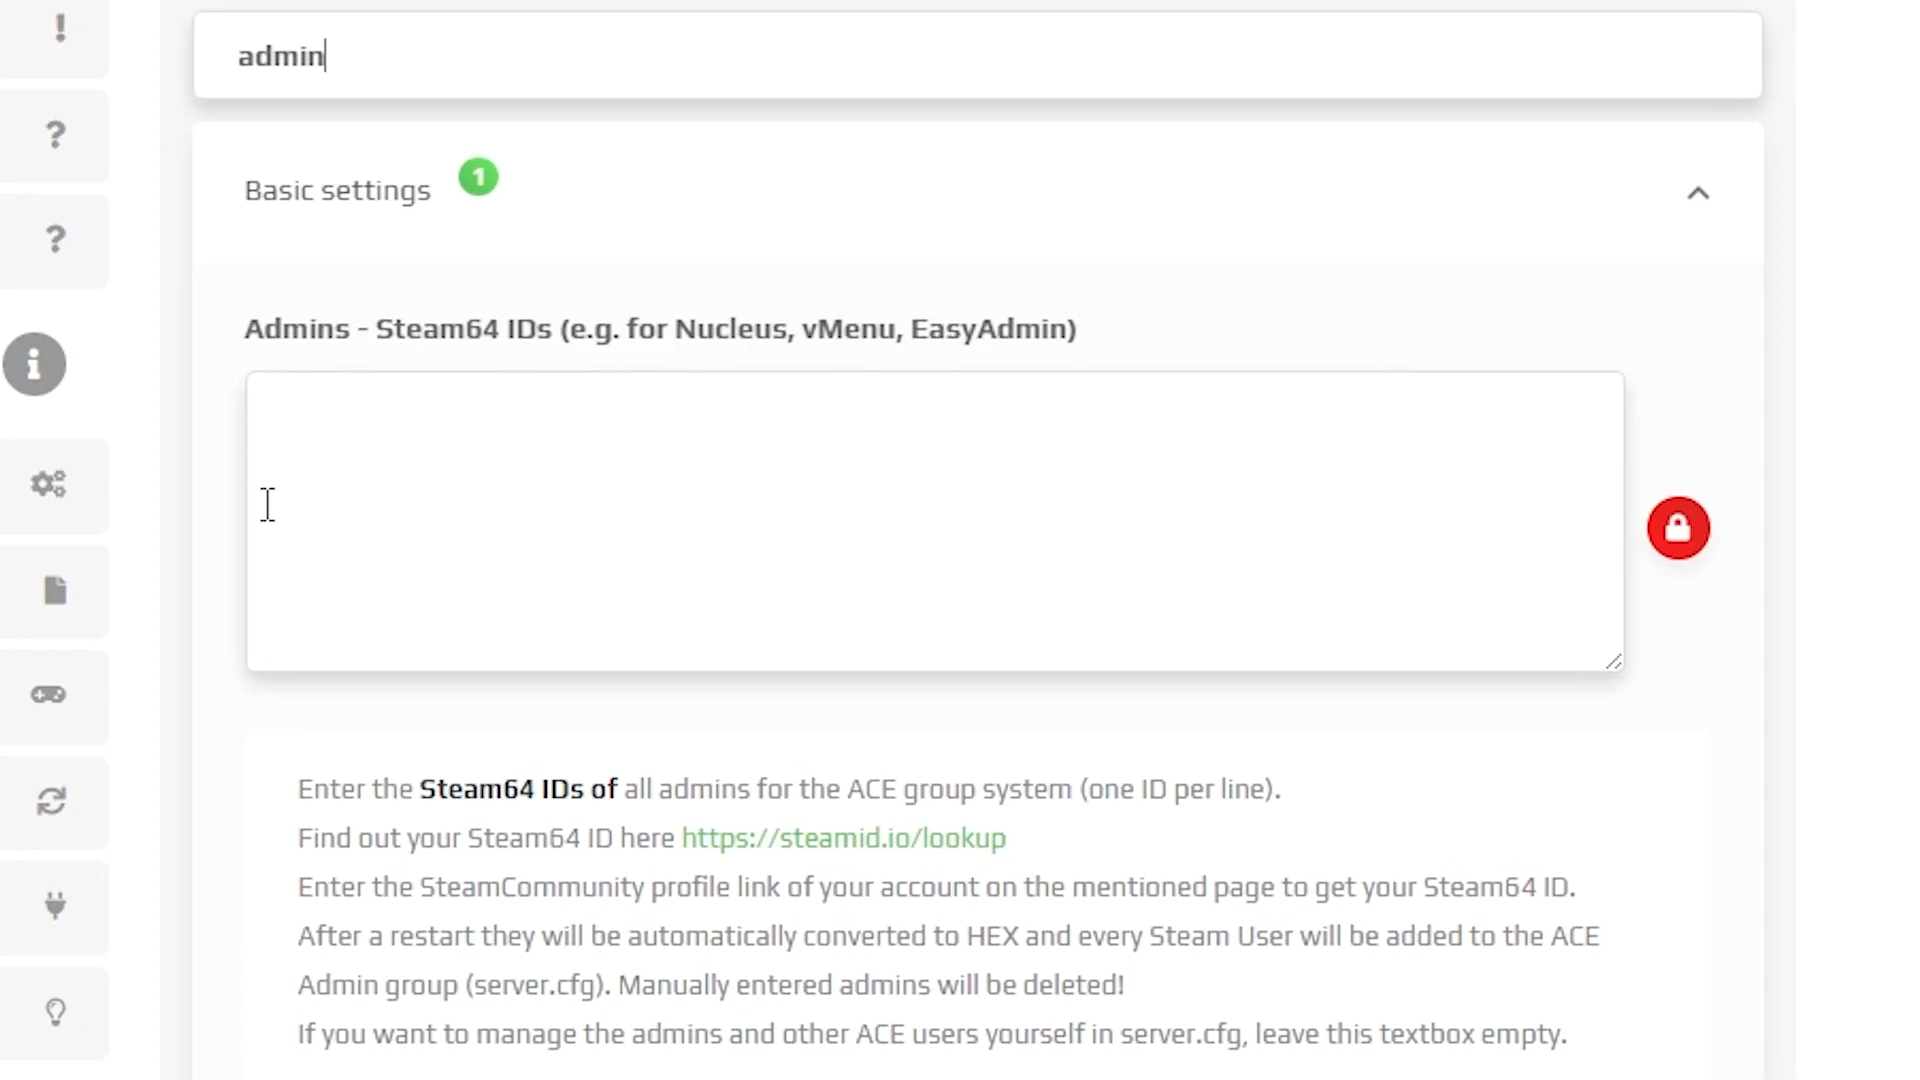 admin
Basic settings 1
Admins - Steam64 IDs (e.g. for Nucleus, vMenu, EasyAdmin)
Enter the Steam64 IDs of all admins for the ACE group system (one ID per line).
Find out your Steam64 ID here https://steamid.io/lookup
Enter the SteamCommunity profile link of your account on the mentioned page to get your Steam64 ID.
After a restart they will be automatically converted to HEX and every Steam User will be added to the ACE
Admin group (server.cfg). Manually entered admins will be deleted!
If you want to manage the admins and other ACE users yourself in server.cfg, leave this textbox empty.